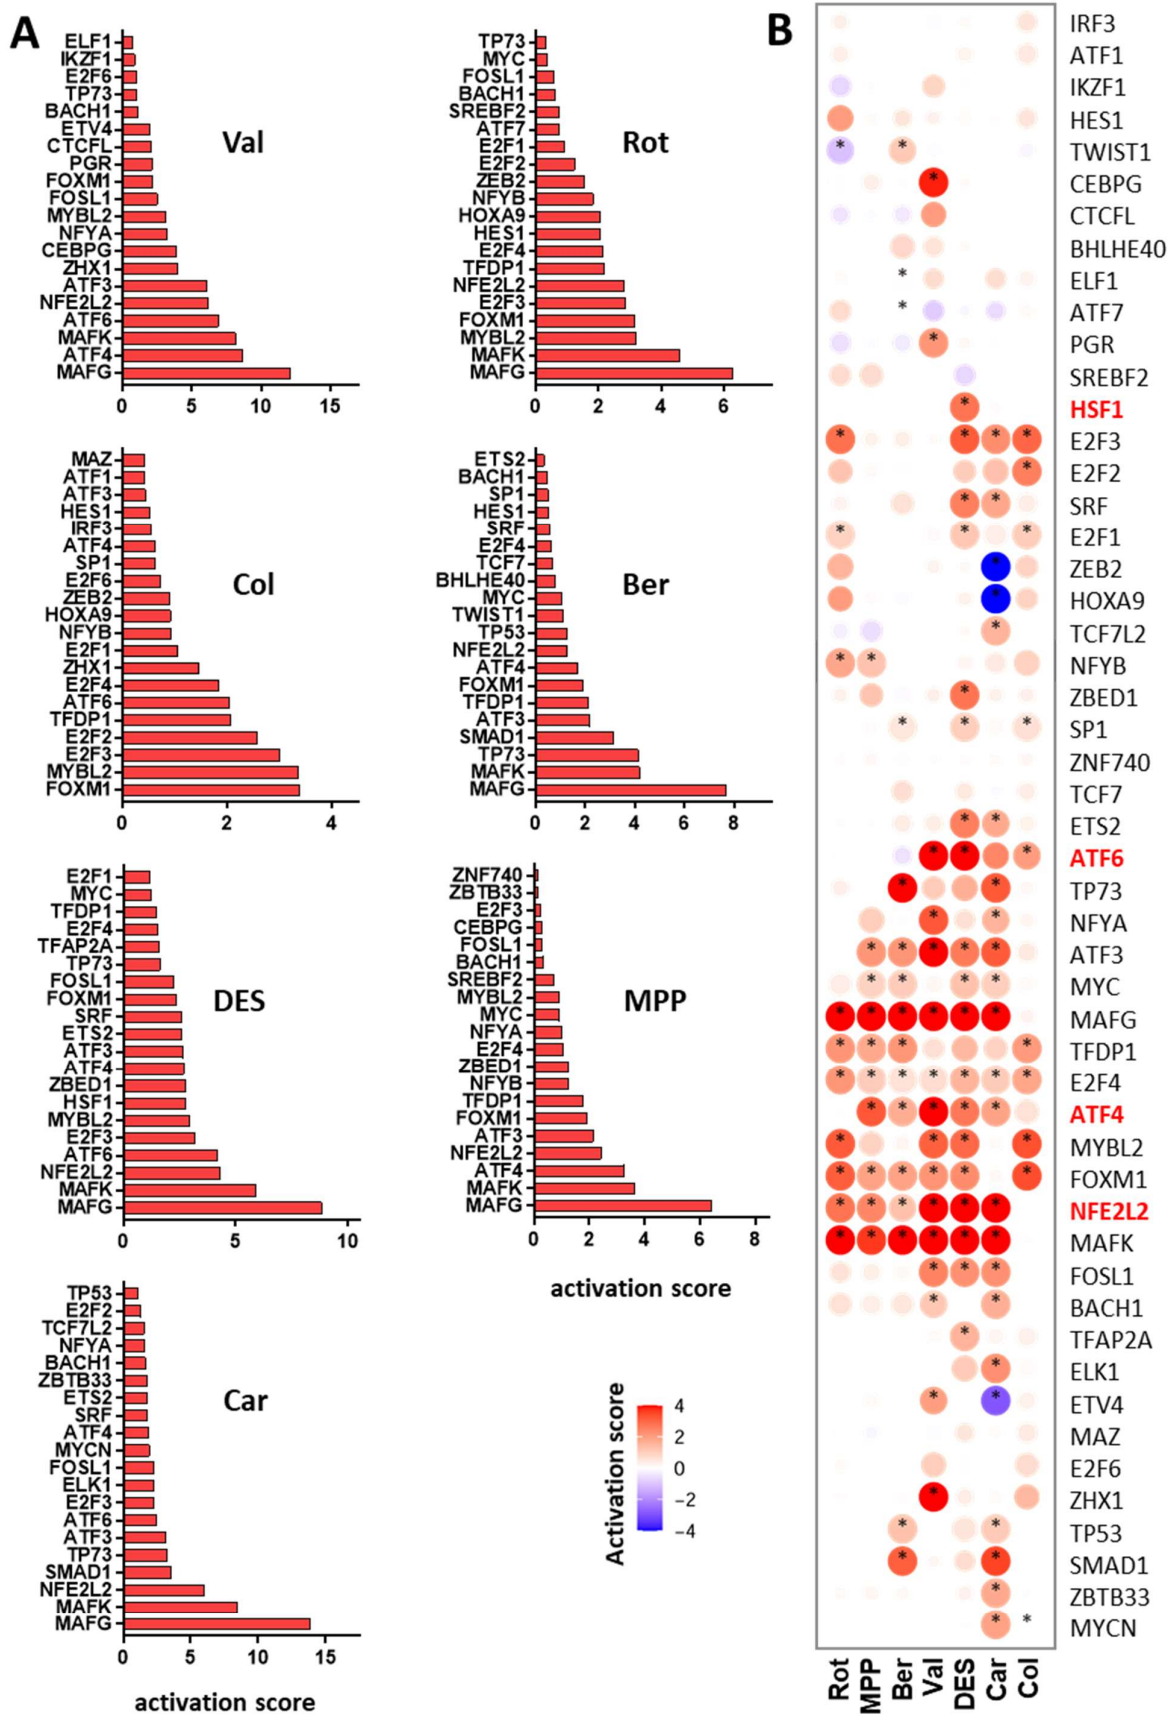 A
ELF1
IKZF1
E2F6
TP73
BACH1
ETV4
CTCFL
PGR
FOXM1
FOSL1
MYBL2
NFYA
CEBPG
ZHX1
ATF3
NFE2L2
ATF6
MAFK
ATF4
MAFG
Val
0 5 10 15
TP73
MYC
FOSL1
BACH1
SREBF2
ATF7
E2F1
E2F2
ZEB2
NFYB
HOXA9
HES1
E2F4
TFDP1
NFE2L2
E2F3
FOXM1
MYBL2
MAFK
MAFG
Rot
0 2 4 6
MAZ
ATF1
ATF3
HES1
IRF3
ATF4
SP1
E2F6
ZEB2
HOXA9
NFYB
E2F1
ZHX1
E2F4
ATF6
TFDP1
E2F2
E2F3
MYBL2
FOXM1
Col
0 2 4
ETS2
BACH1
SP1
HES1
SRF
E2F4
TCF7
BHLHE40
MYC
TWIST1
TP53
NFE2L2
ATF4
FOXM1
TFDP1
ATF3
SMAD1
TP73
MAFK
MAFG
Ber
0 2 4 6 8
E2F1
MYC
TFDP1
E2F4
TFAP2A
TP73
FOSL1
FOXM1
SRF
ETS2
ATF3
ATF4
ZBED1
HSF1
MYBL2
E2F3
ATF6
NFE2L2
MAFK
MAFG
DES
0 5 10
ZNF740
ZBTB33
E2F3
CEBPG
FOSL1
BACH1
SREBF2
MYBL2
MYC
NFYA
E2F4
ZBED1
NFYB
TFDP1
FOXM1
ATF3
NFE2L2
ATF4
MAFK
MAFG
MPP
0 2 4 6 8
activation score
TP53
E2F2
TCF7L2
NFYA
BACH1
ZBTB33
ETS2
SRF
ATF4
MYCN
FOSL1
ELK1
E2F3
ATF6
ATF3
TP73
SMAD1
NFE2L2
MAFK
MAFG
Car
0 5 10 15
activation score
Activation score
4
2
0
−2
−4
B
IRF3
ATF1
IKZF1
HES1
* * TWIST1
* CEBPG
CTCFL
BHLHE40
* ELF1
* ATF7
* PGR
SREBF2
* HSF1
* * * * E2F3
* E2F2
* * SRF
* * * E2F1
* ZEB2
* HOXA9
* TCF7L2
* * NFYB
* ZBED1
* * * SP1
ZNF740
TCF7
* * ETS2
* * * ATF6
* * TP73
* * NFYA
* * * * * ATF3
* * * * MYC
* * * * * * MAFG
* * * * TFDP1
* * * * * * * E2F4
* * * * * ATF4
* * * * MYBL2
* * * * * * FOXM1
* * * * * * NFE2L2
* * * * * * MAFK
* * * FOSL1
* * BACH1
* TFAP2A
* ELK1
* * ETV4
MAZ
E2F6
* ZHX1
* * TP53
* * SMAD1
* ZBTB33
* * MYCN
Rot MPP Ber Val DES Car Col